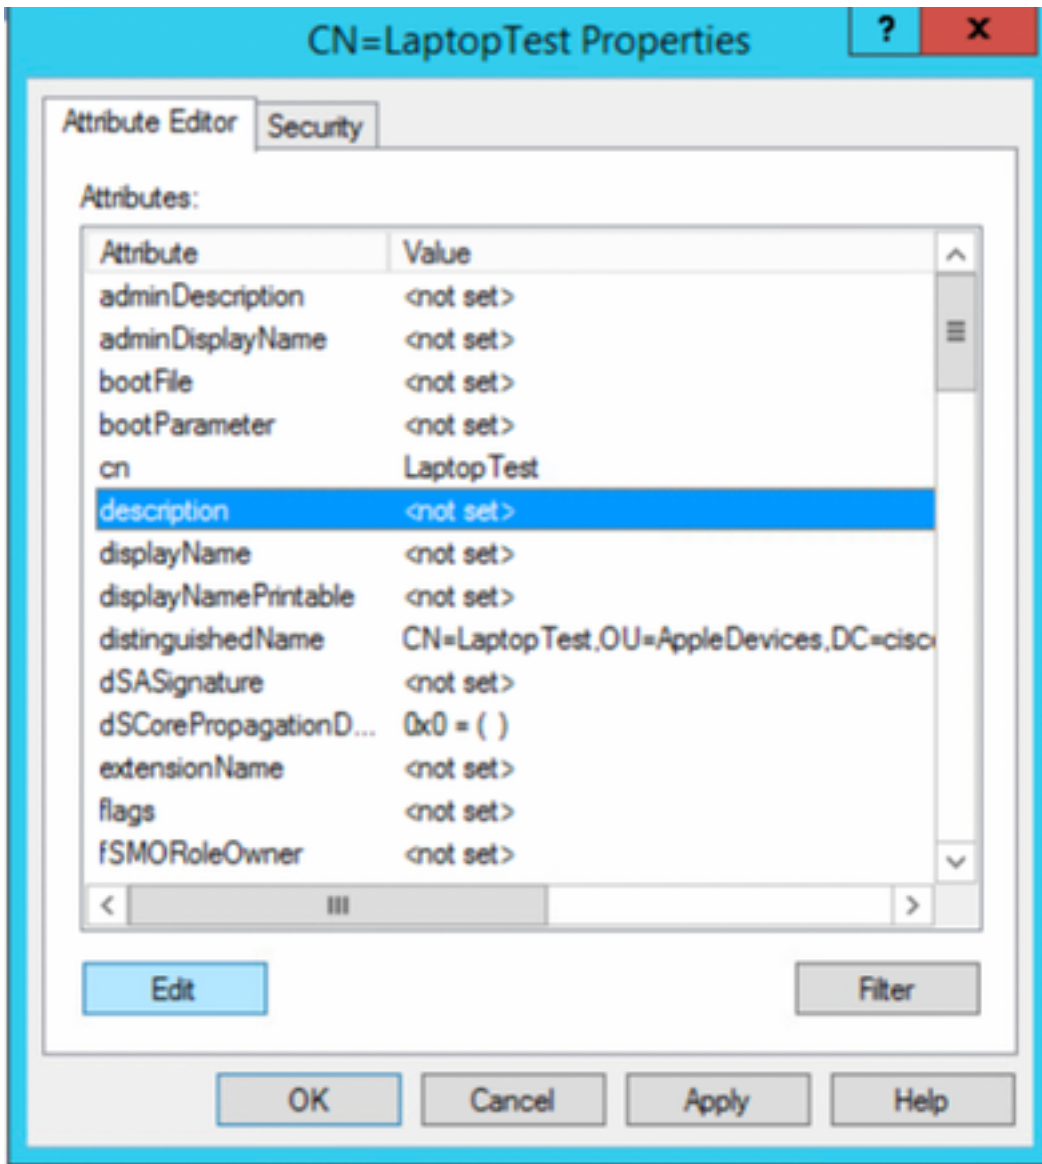 CN=LaptopTest Properties
?
x
Attribute Editor
Security
Attributes:
Attribute Value
adminDescription <not set>
adminDisplayName <not set>
bootFile <not set>
bootParameter <not set>
cn LaptopTest
description <not set>
displayName <not set>
displayNamePrintable <not set>
distinguishedName CN=LaptopTest,OU=AppleDevices,DC=cisc
dSASignature <not set>
dSCorePropagationD... 0x0 = ( )
extensionName <not set>
flags <not set>
fSMORoleOwner <not set>
Edit
Filter
OK
Cancel
Apply
Help